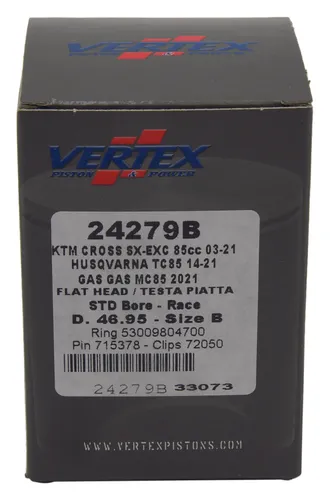 VERTEX
PISTON & POWER
24279B
KTM CROSS SX-EXC 85cc 03-21
HUSQVARNA TC85 14-21
GAS GAS MC85 2021
FLAT HEAD / TESTA PIATTA
STD Bore - Race
D. 46.95 - Size B
Ring 53009804700
Pin 715378 - Clips 72050
24279B 33073
WWW.VERTEXPISTONS.COM